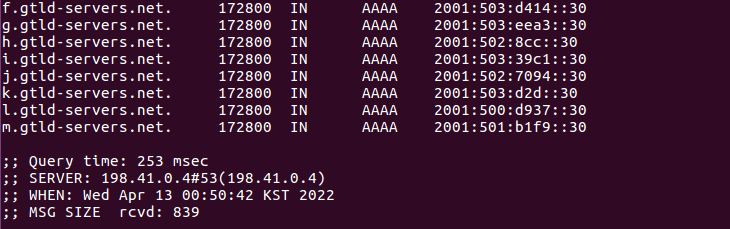 f.gtld-servers.net.     172800  IN      AAAA    2001:503:d414::30
g.gtld-servers.net.     172800  IN      AAAA    2001:503:eea3::30
h.gtld-servers.net.     172800  IN      AAAA    2001:502:8cc::30
i.gtld-servers.net.     172800  IN      AAAA    2001:503:39c1::30
j.gtld-servers.net.     172800  IN      AAAA    2001:502:7094::30
k.gtld-servers.net.     172800  IN      AAAA    2001:503:d2d::30
l.gtld-servers.net.     172800  IN      AAAA    2001:500:d937::30
m.gtld-servers.net.     172800  IN      AAAA    2001:501:b1f9::30
;; Query time: 253 msec
;; SERVER: 198.41.0.4#53(198.41.0.4)
;; WHEN: Wed Apr 13 00:50:42 KST 2022
;; MSG SIZE  rcvd: 839